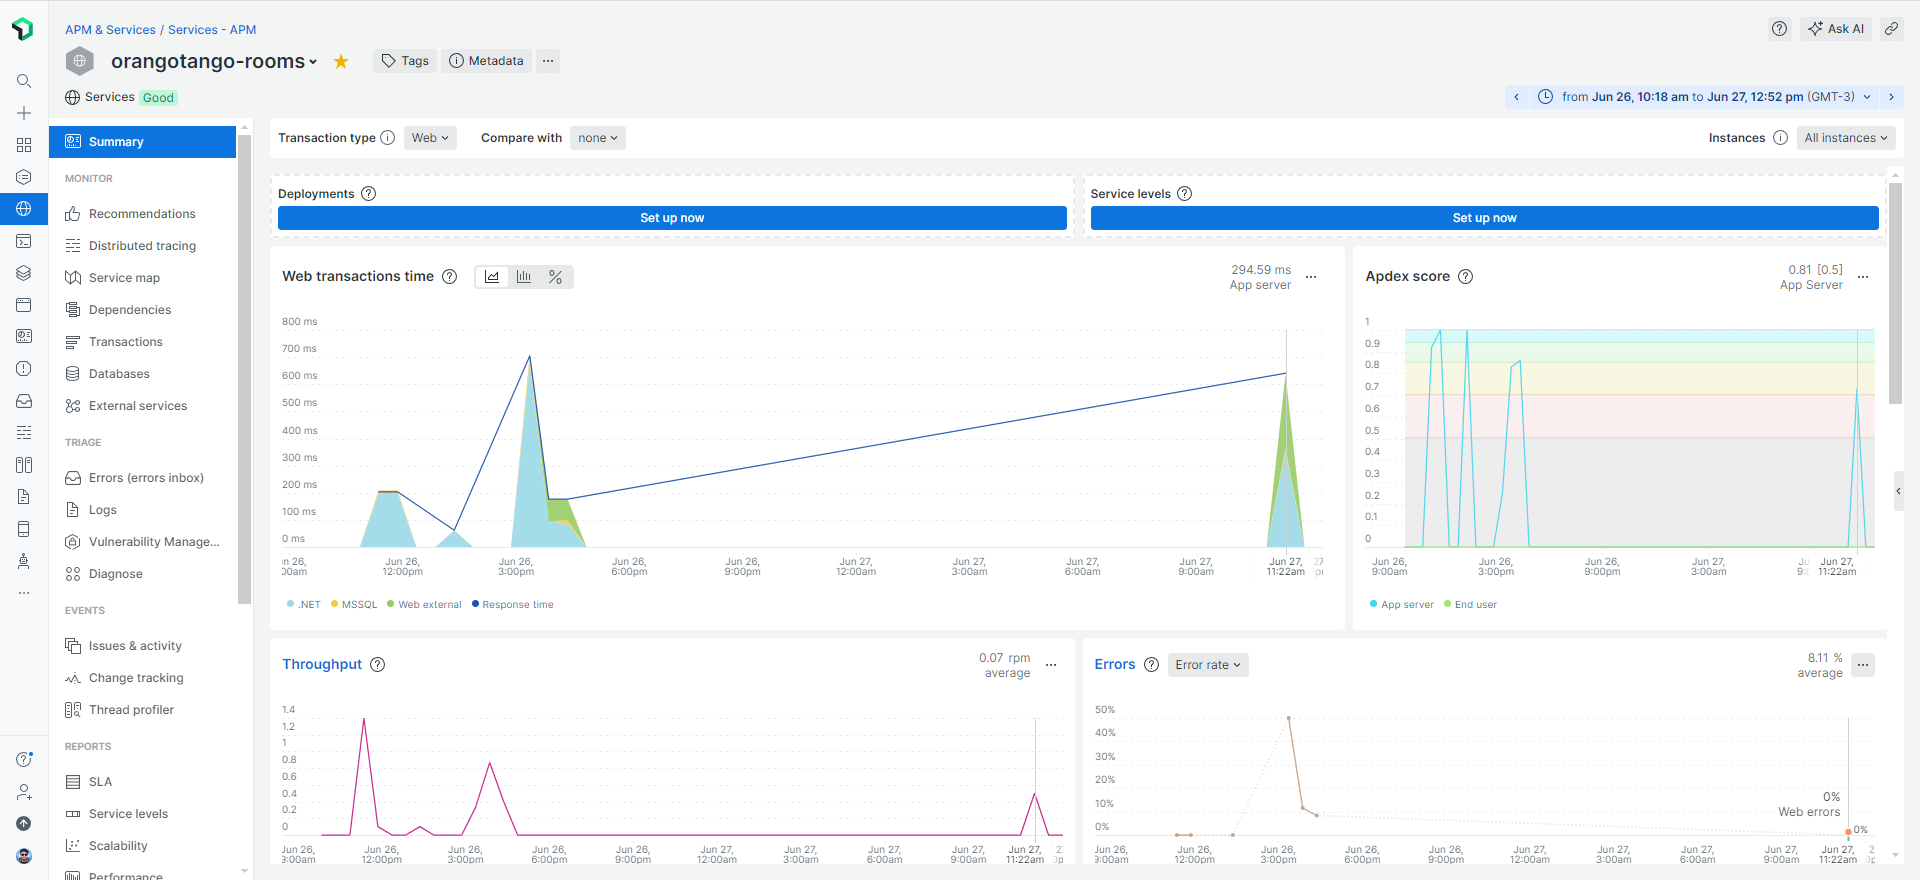 APM & Services / Services - APM
Ask AI
orangotango-rooms
Tags
Metadata
Services Good
from Jun 26, 10:18 am to Jun 27, 12:52 pm (GMT-3)
Summary
MONITOR
Recommendations
Distributed tracing
Service map
Dependencies
Transactions
Databases
External services
TRIAGE
Errors (errors inbox)
Logs
Vulnerability Manage...
Diagnose
EVENTS
Issues & activity
Change tracking
Thread profiler
REPORTS
SLA
Service levels
Scalability
Performance
Transaction type Web Compare with none
Instances All instances
Deployments
Set up now
Service levels
Set up now
Web transactions time
294.59 ms
App server
800 ms
700 ms
600 ms
500 ms
400 ms
300 ms
200 ms
100 ms
0 ms
Jun 26, Jun 26, Jun 26, Jun 26, Jun 27, Jun 27, Jun 27, Jun 27, Jun 27,
12:00pm 3:00pm 6:00pm 9:00pm 12:00am 3:00am 6:00am 9:00am 11:22am
.NET MSSQL Web external Response time
Apdex score
0.81 [0.5]
App Server
1
0.9
0.8
0.7
0.6
0.5
0.4
0.3
0.2
0.1
0
Jun 26, Jun 26, Jun 26, Jun 27, Jun 27,
9:00am 3:00pm 9:00pm 3:00am 11:22am
App server End user
Throughput
0.07 rpm
average
1.4
1.2
1
0.8
0.6
0.4
0.2
0
Jun 26, Jun 26, Jun 26, Jun 26, Jun 26, Jun 27, Jun 27, Jun 27, Jun 27, Jun 27,
9:00am 12:00pm 3:00pm 6:00pm 9:00pm 12:00am 3:00am 6:00am 9:00am 11:22am
Errors Error rate
8.11 %
average
50%
40%
30%
20%
10%
0%
0%
Web errors
0%
Jun 26, Jun 26, Jun 26, Jun 26, Jun 26, Jun 27, Jun 27, Jun 27, Jun 27, Jun 27,
9:00am 12:00pm 3:00pm 6:00pm 9:00pm 12:00am 3:00am 6:00am 9:00am 11:22am